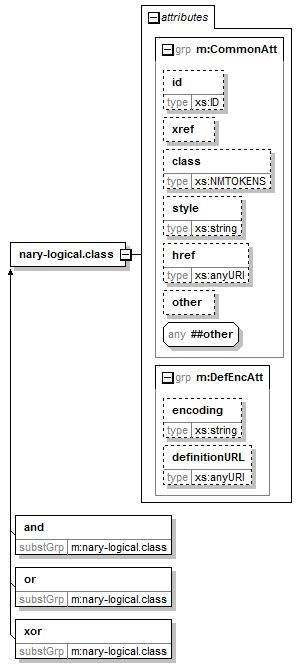 attributes
grp m:CommonAtt
id
type xs:ID
xref
class
type xs:NMTOKENS
style
type xs:string
nary-logical.class
href
type xs:anyURI
other
any ##other
grp m:DefEncAtt
encoding
type xs:string
definitionURL
type xs:anyURI
and
substGrp m:nary-logical.class
or
substGrp m:nary-logical.class
xor
substGrp m:nary-logical.class